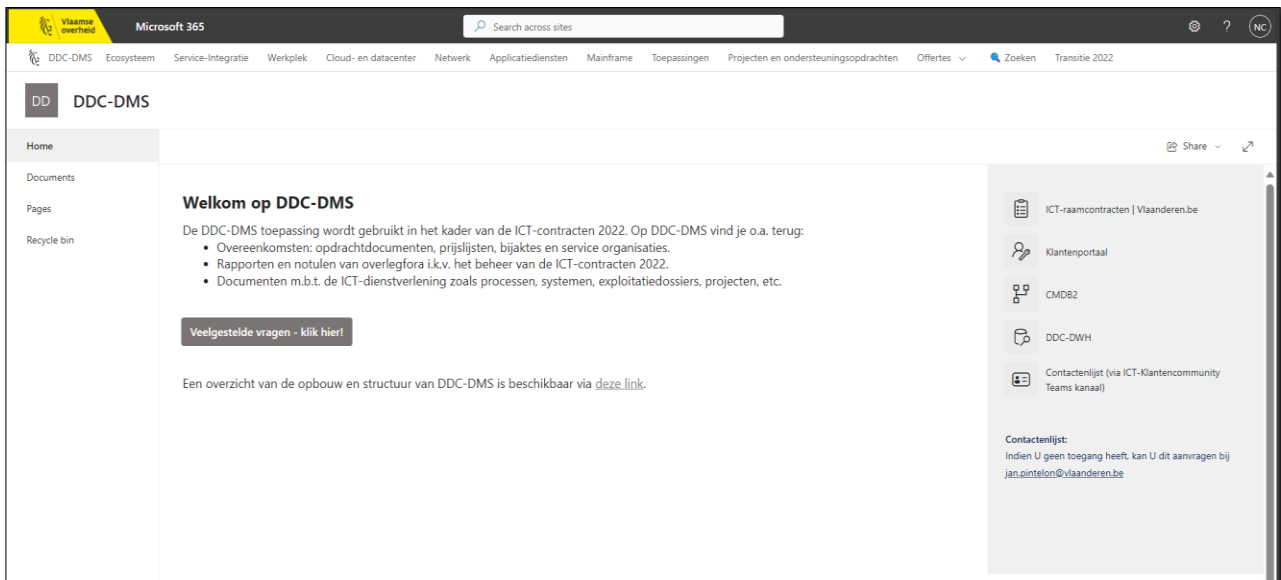 Vlaamse
overheid
Microsoft 365
Search across sites
?
NC
DDC-DMS Ecosysteem Service-Integratie Werkplek Cloud- en datacenter Netwerk Applicatiediensten Mainframe Toepassingen Projecten en ondersteuningsopdrachten Offertes Zoeken Transitie 2022
DD
DDC-DMS
Home
Documents
Pages
Recycle bin
Share
Welkom op DDC-DMS
De DDC-DMS toepassing wordt gebruikt in het kader van de ICT-contracten 2022. Op DDC-DMS vind je o.a. terug:
• Overeenkomsten: opdrachtdocumenten, prijslijsten, bijaktes en service organisaties.
• Rapporten en notulen van overlegfora i.k.v. het beheer van de ICT-contracten 2022.
• Documenten m.b.t. de ICT-dienstverlening zoals processen, systemen, exploitatiedossiers, projecten, etc.
Veelgestelde vragen - klik hier!
Een overzicht van de opbouw en structuur van DDC-DMS is beschikbaar via deze link.
ICT-raamcontracten | Vlaanderen.be
Klantenportaal
CMDB2
DDC-DWH
Contactenlijst (via ICT-Klantencommunity
Teams kanaal)
Contactenlijst:
Indien U geen toegang heeft, kan U dit aanvragen bij
jan.pintelon@vlaanderen.be